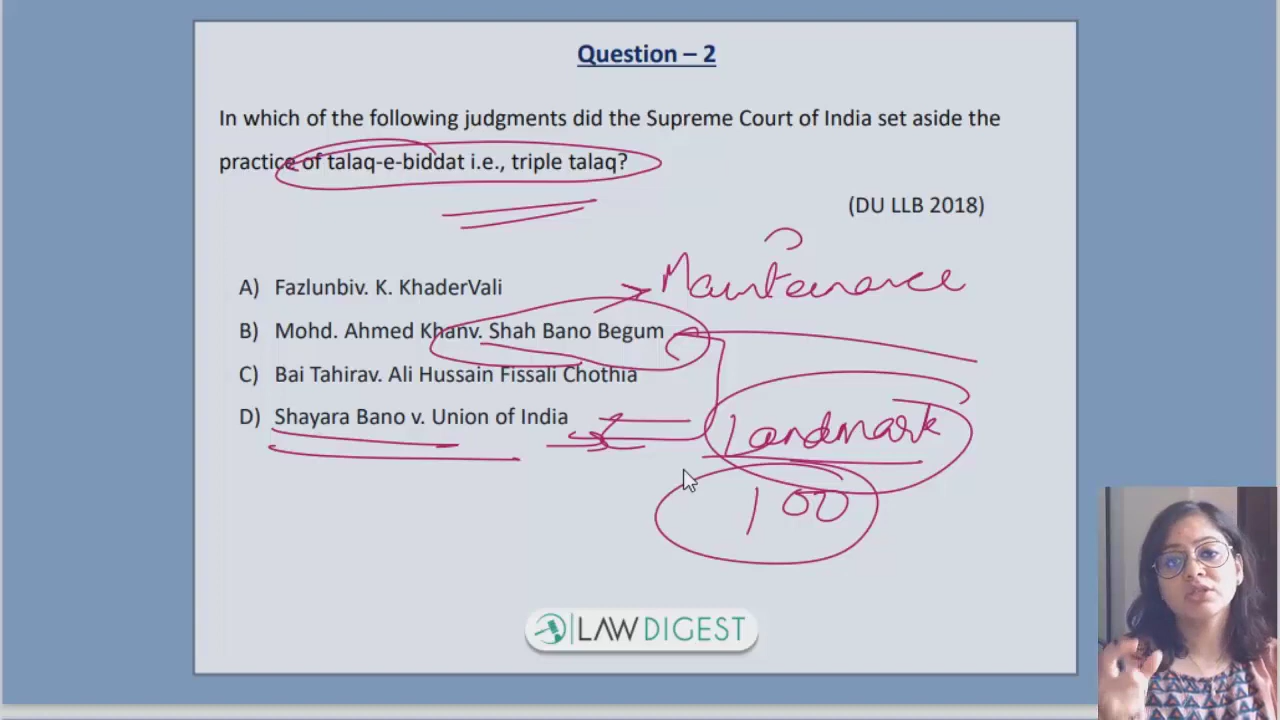 Question – 2
In which of the following judgments did the Supreme Court of India set aside the
practice of talaq-e-biddat i.e., triple talaq?
(DU LLB 2018)
Maintenance
A) Fazlunbiv. K. KhaderVali
B) Mohd. Ahmed Khanv. Shah Bano Begum
C) Bai Tahirav. Ali Hussain Fissali Chothia
D) Shayara Bano v. Union of India
Landmark
100
LAWDIGEST